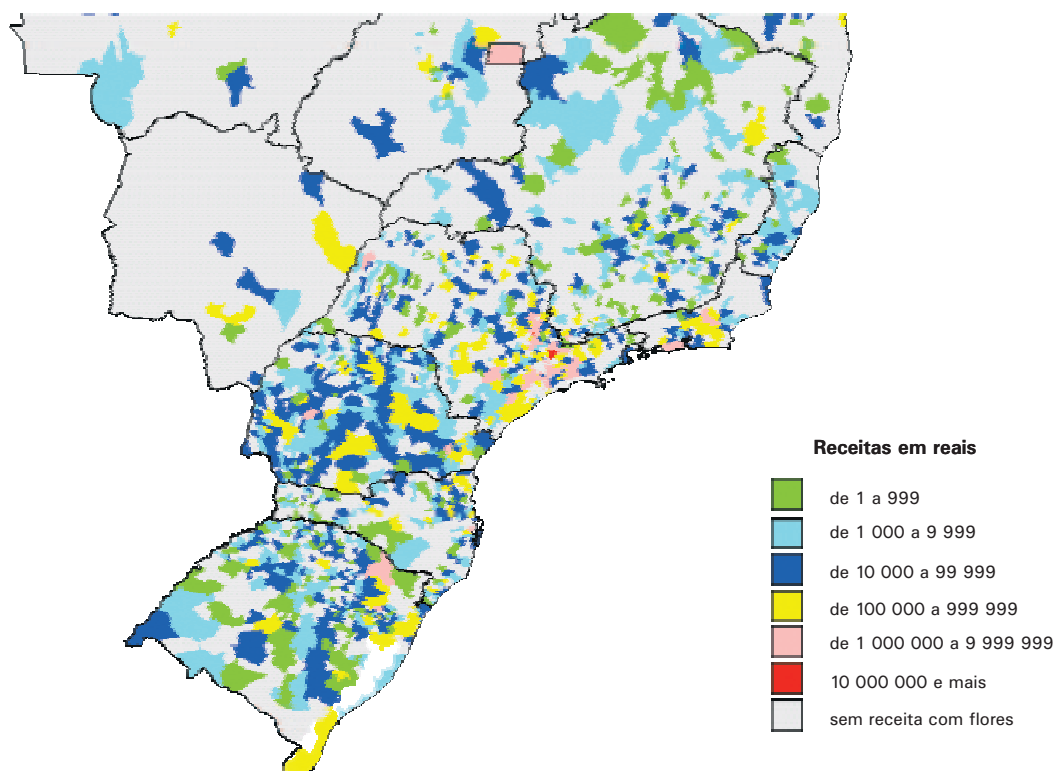 Receitas em reais
de 1 a 999
de 1 000 a 9 999
de 10 000 a 99 999
de 100 000 a 999 999
de 1 000 000 a 9 999 999
10 000 000 e mais
sem receita com flores